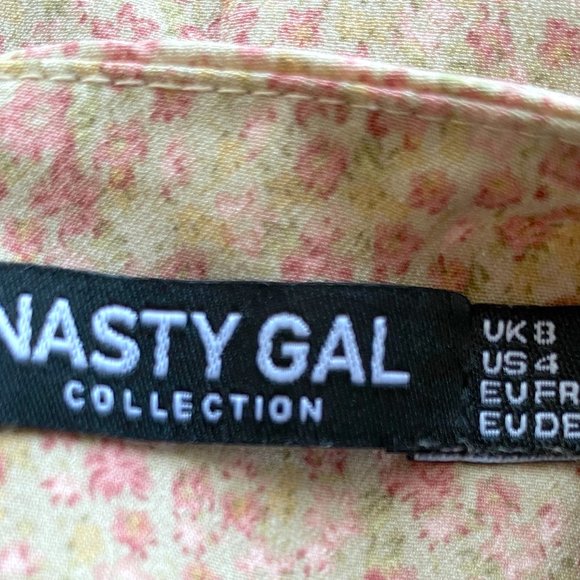 NASTY GAL
COLLECTION
UK 8
US 4
EU FR
EU DE